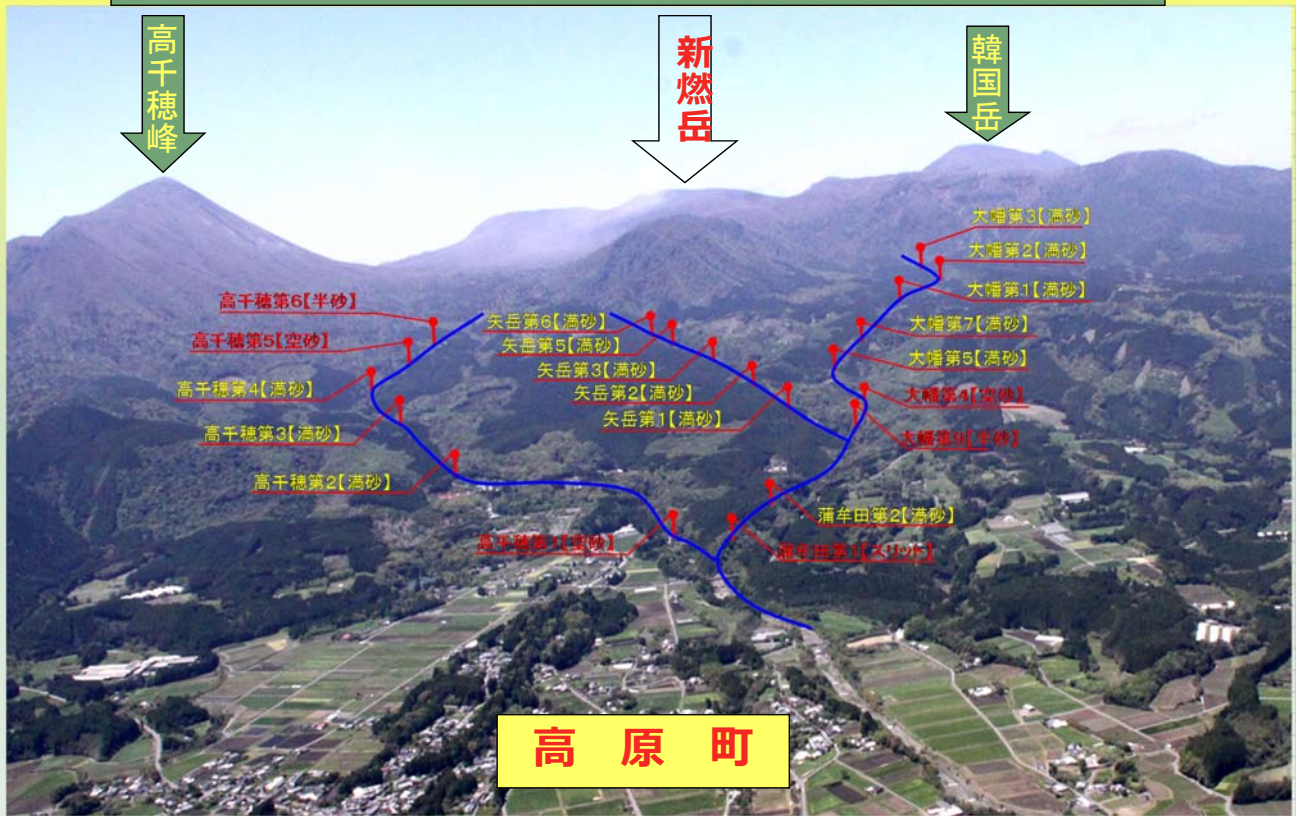 高千穂峰
新燃岳
韓国岳
大幡第3【満砂】
大幡第2【満砂】
大幡第1【満砂】
大幡第7【満砂】
大幡第5【満砂】
大幡第4【空砂】
大幡第9【半砂】
高千穂第6【半砂】
高千穂第5【空砂】
高千穂第4【満砂】
高千穂第3【満砂】
高千穂第2【満砂】
高千穂第1【空砂】
矢岳第6【満砂】
矢岳第5【満砂】
矢岳第3【満砂】
矢岳第2【満砂】
矢岳第1【満砂】
蒲牟田第2【満砂】
蒲牟田第1【スリット】
高原町